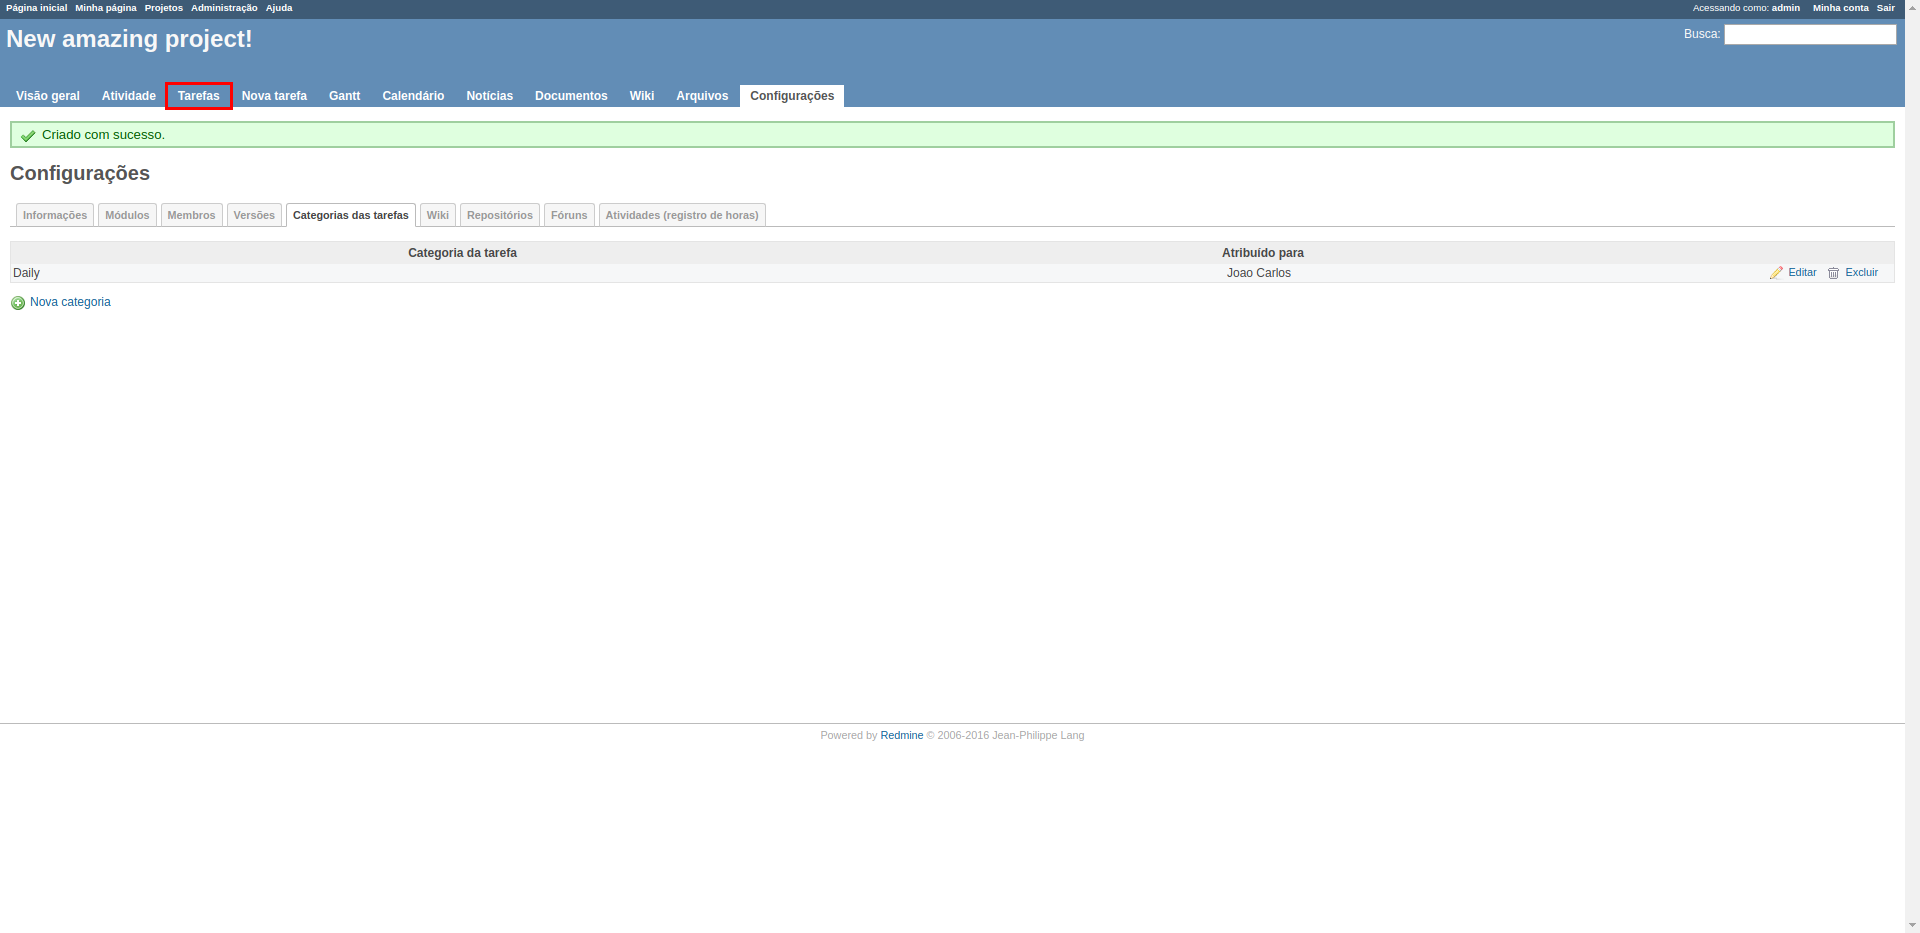 Página inicial Minha página Projetos Administração Ajuda Acessando como: admin Minha conta Sair
New amazing project! Busca:
Visão geral Atividade Tarefas Nova tarefa Gantt Calendário Notícias Documentos Wiki Arquivos Configurações
Criado com sucesso.
Configurações
Informações Módulos Membros Versões Categorias das tarefas Wiki Repositórios Fóruns Atividades (registro de horas)
Categoria da tarefa Atribuído para
Daily Joao Carlos Editar Excluir
Nova categoria
Powered by Redmine © 2006-2016 Jean-Philippe Lang